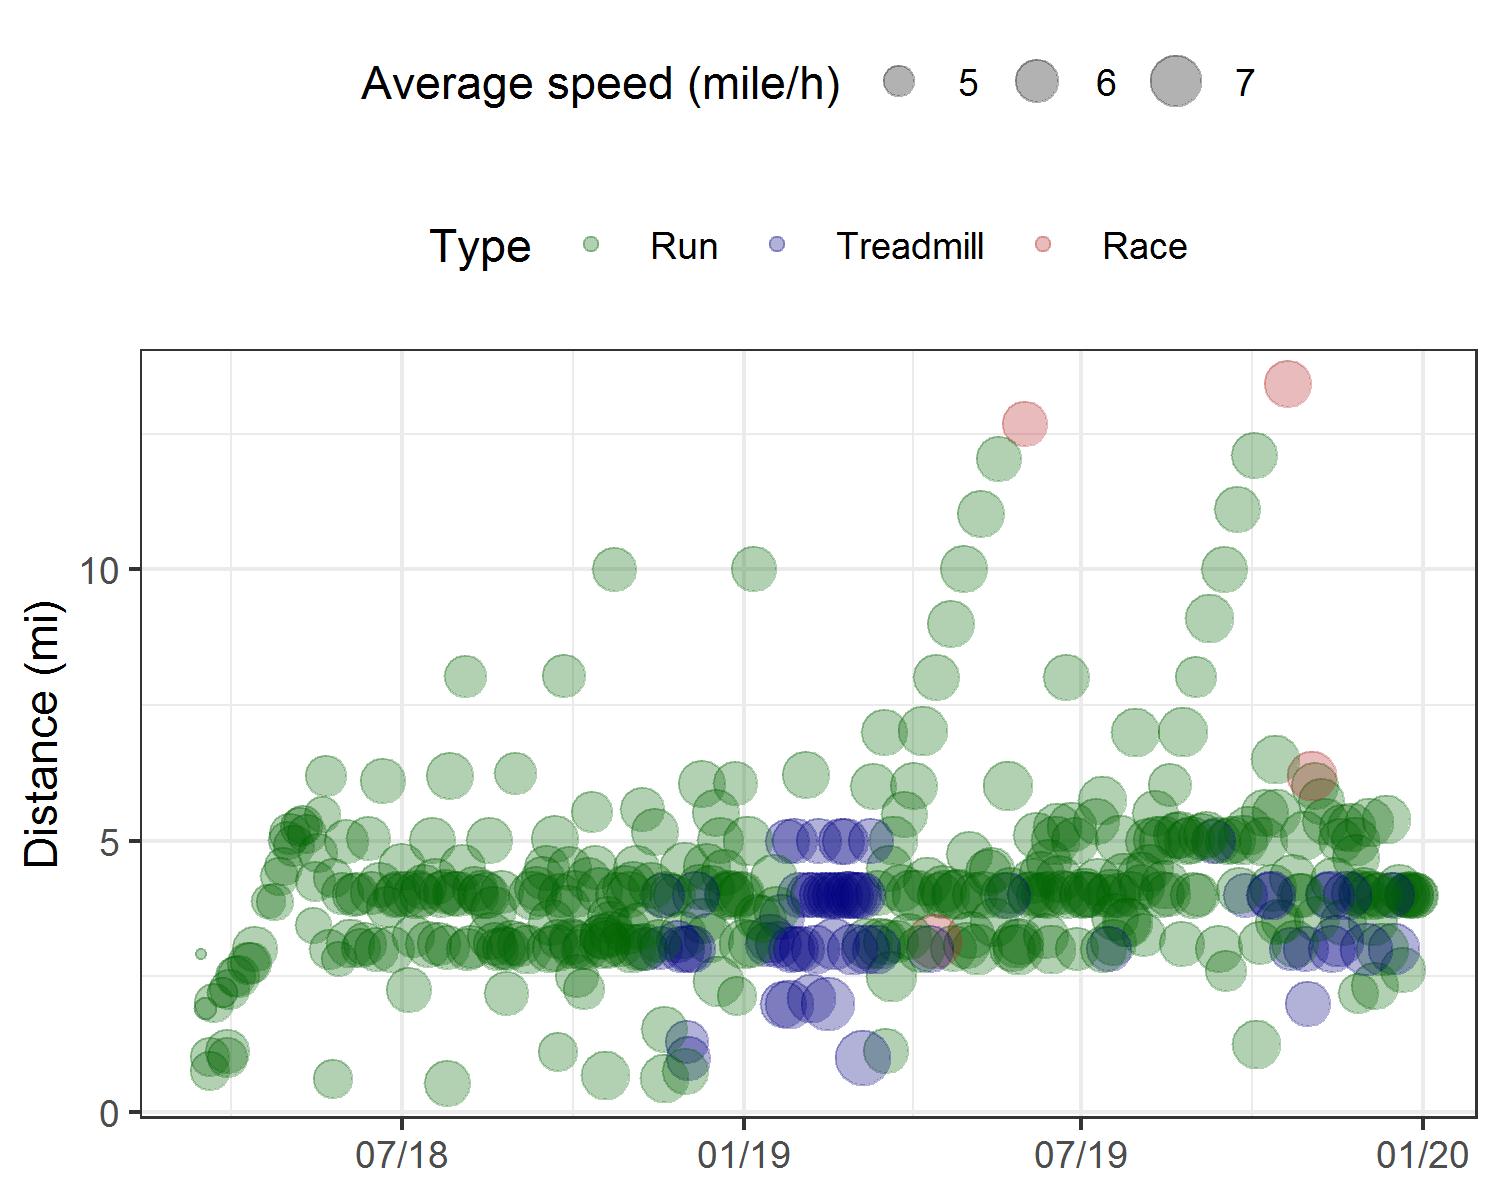 Average speed (mile/h) 5 6 7
Type Run Treadmill Race
Distance (mi)
10
5
0
07/18 01/19 07/19 01/20